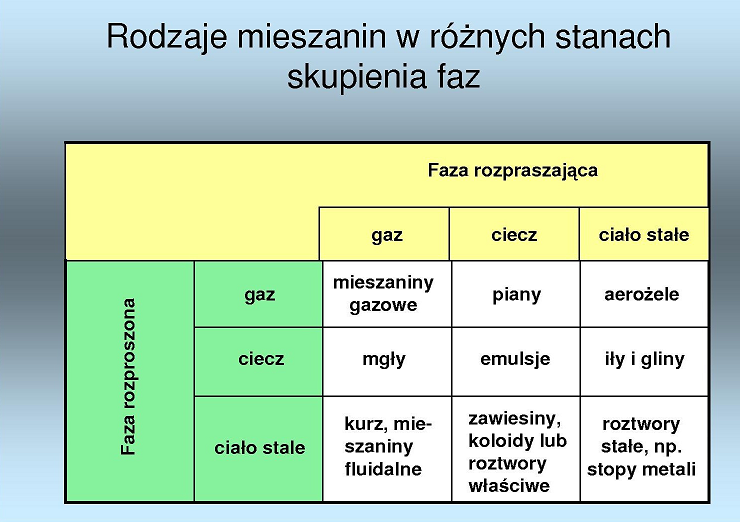 Rodzaje mieszanin w różnych stanach
skupienia faz
Faza rozpraszająca
gaz
ciecz
ciało stałe
Faza rozproszona
gaz
mieszaniny
gazowe
piany
aerożele
ciecz
mgły
emulsje
iły i gliny
ciało stale
kurz, mie-
szaniny
fluidalne
zawiesiny,
koloidy lub
roztwory
właściwe
roztwory
stałe, np.
stopy metali